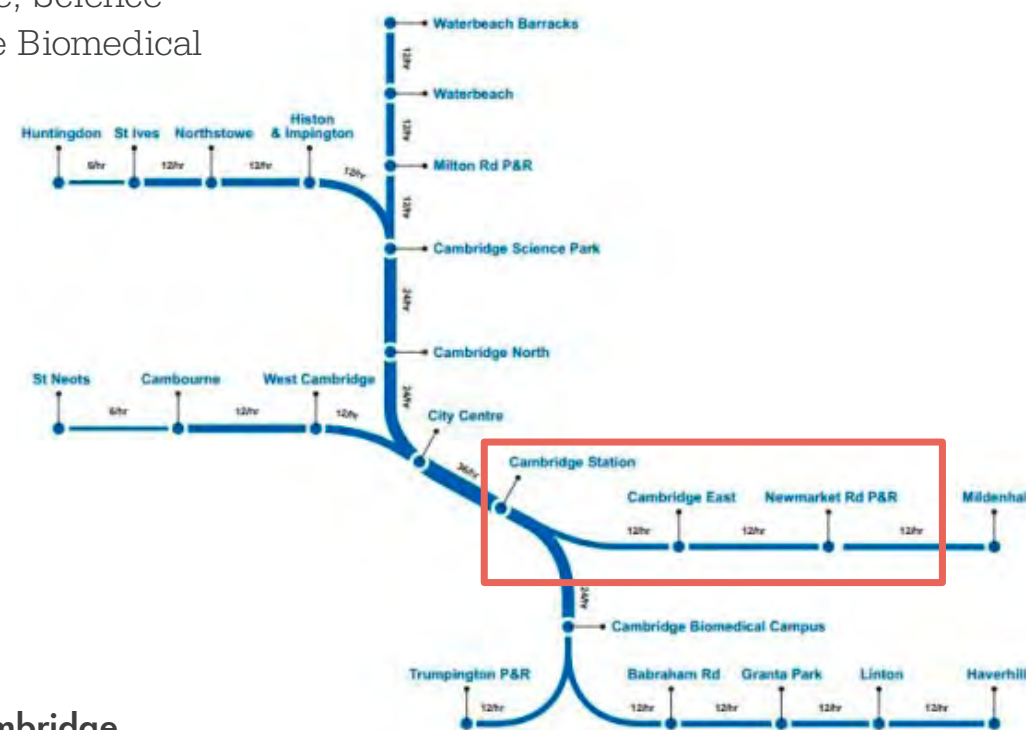 e, Science
e Biomedical
Waterbeach Barracks
12/hr
Waterbeach
12/hr
Huntingdon St Ives Northstowe Histon & Impington
6/hr 12/hr 12/hr 12/hr
Milton Rd P&R
12/hr
Cambridge Science Park
24/hr
Cambridge North
24/hr
St Neots Cambourne West Cambridge
6/hr 12/hr 12/hr
City Centre
36/hr
Cambridge Station
Cambridge East Newmarket Rd P&R Mildenhal
12/hr 12/hr 12/hr
24/hr
Cambridge Biomedical Campus
Trumpington P&R Babraham Rd Granta Park Linton Haverhill
12/hr 12/hr 12/hr 12/hr 12/hr
mbridge